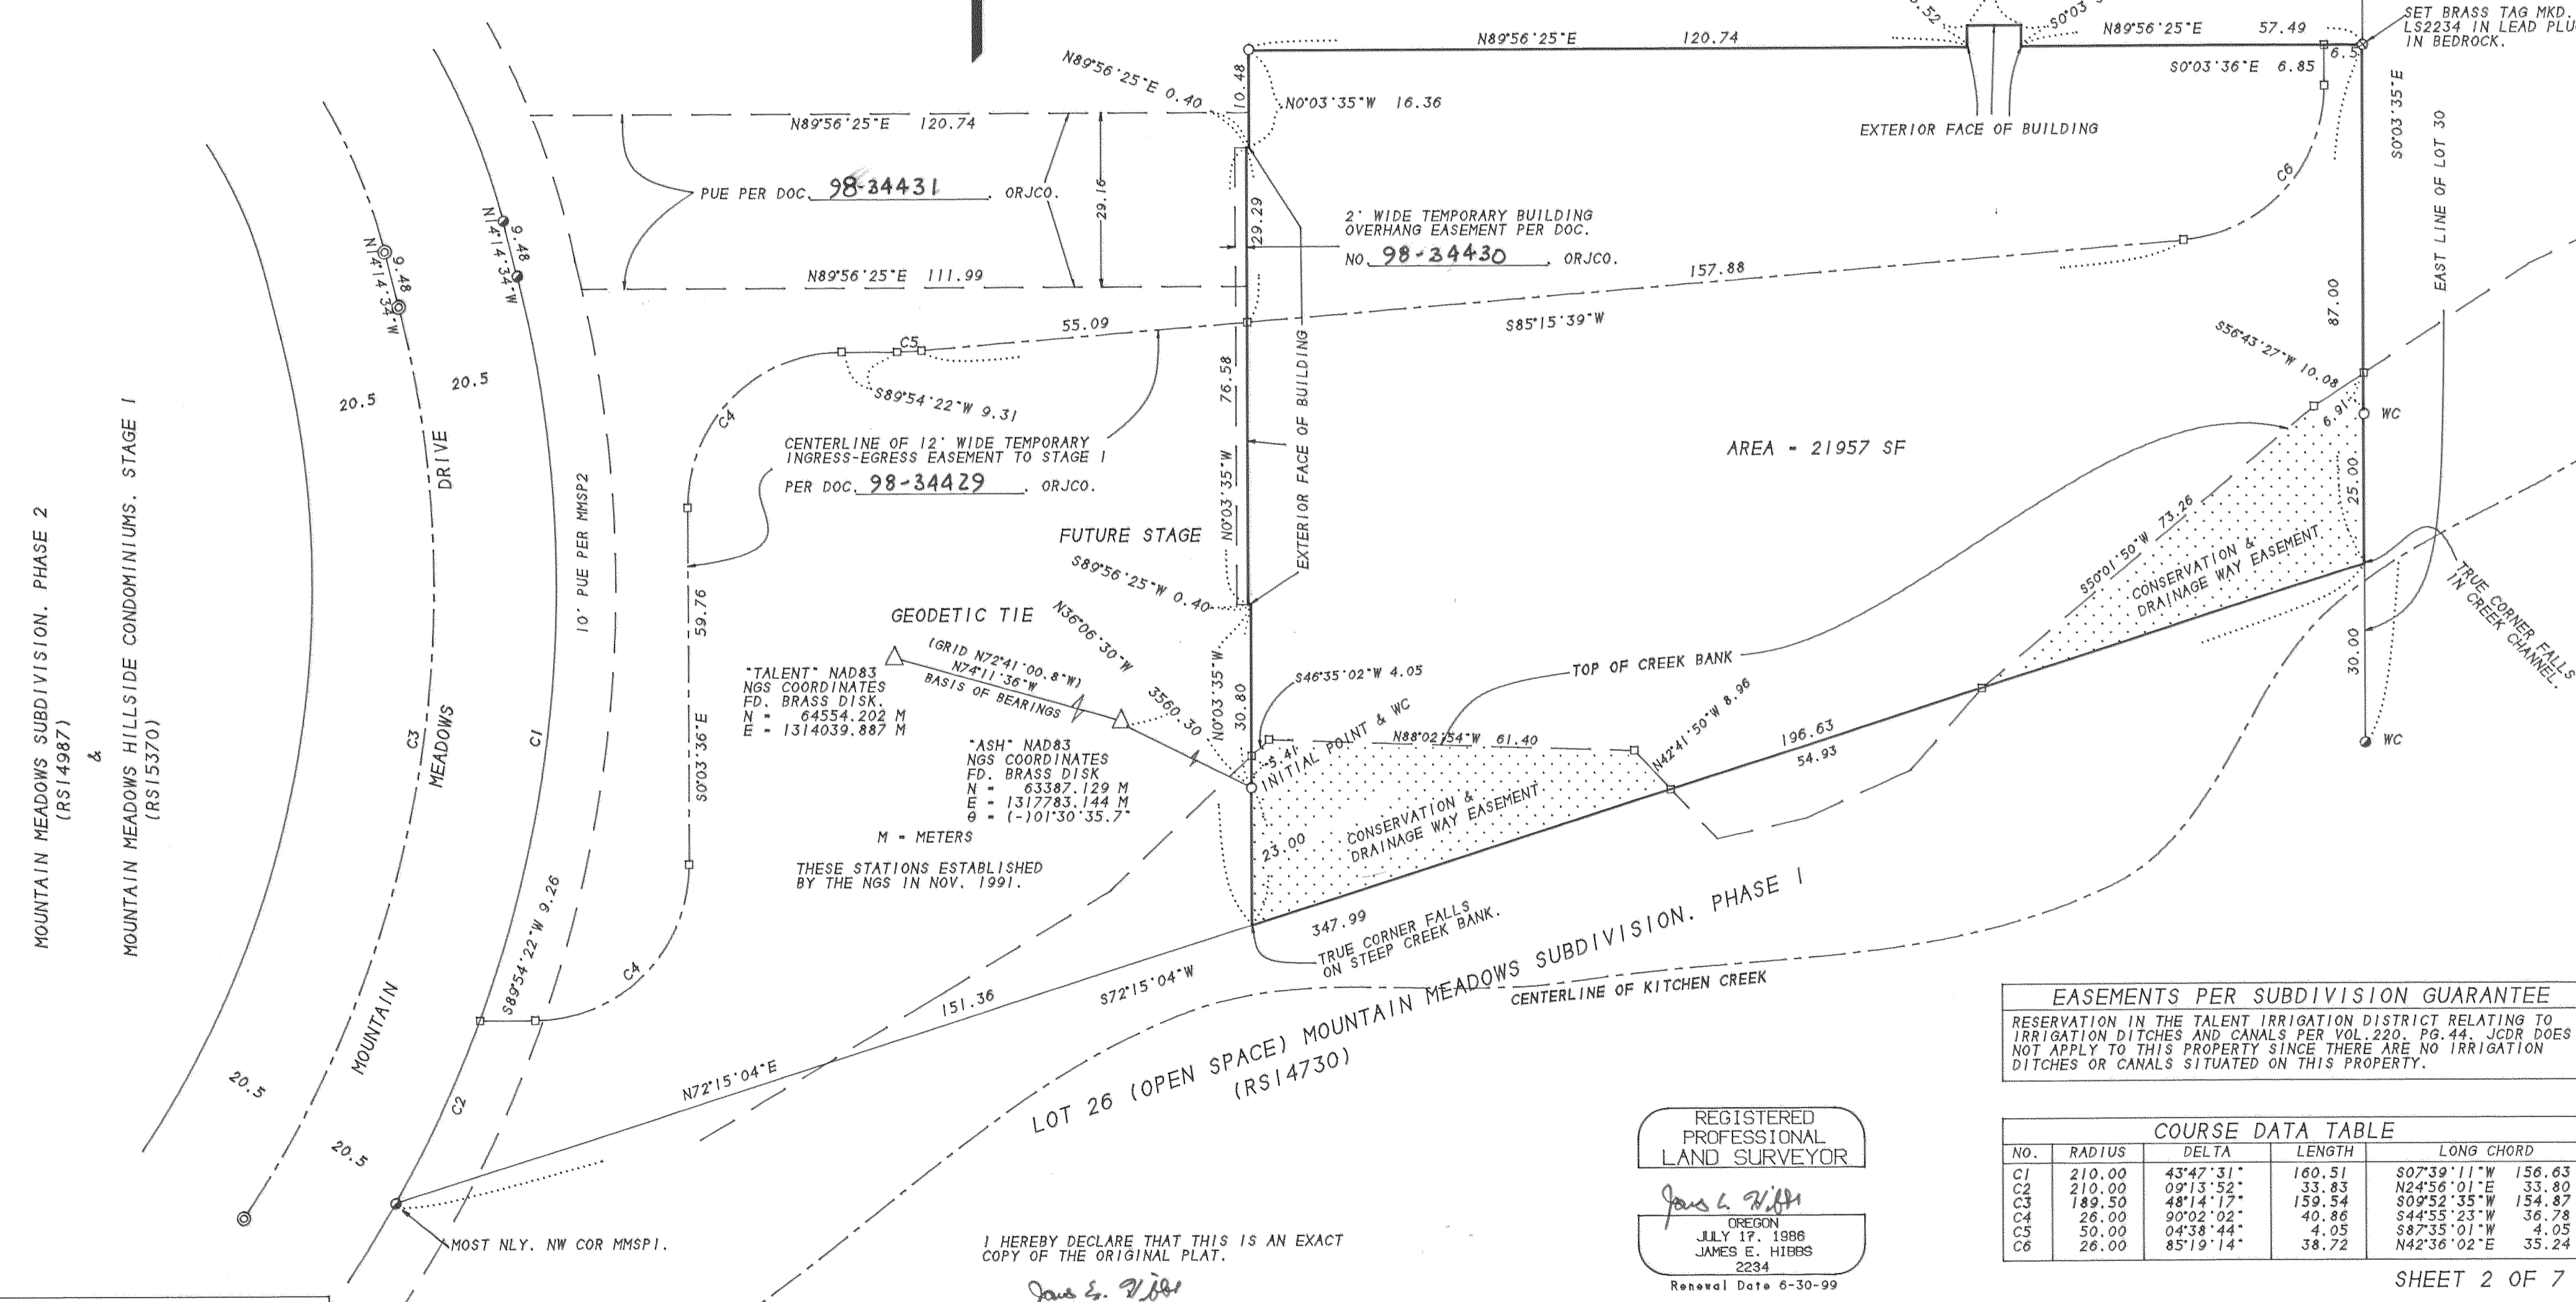 SET BRASS TAG MKD.
LS2234 IN LEAD
IN BEDROCK.
N89°56'25"E 120.74
N89°56'25"E 57.49
6.5
S0°03'36"E 6.85
S0°03'35"E
EAST LINE OF LOT 30
EXTERIOR FACE OF BUILDING
N89°56'25"E 0.40
10.48
N0°03'35"W 16.36
N89°56'25"E 120.74
PUE PER DOC. 98-34431 . ORJCO.
29.16
29.29
2' WIDE TEMPORARY BUILDING
OVERHANG EASEMENT PER DOC.
NO. 98-34430 . ORJCO.
C6
N89°56'25"E 111.99
157.88
S85°15'39"W
87.00
N14°14'34"W
9.48
N14°14'34"W
9.48
55.09
C5
S89°54'22"W 9.31
C4
20.5
20.5
76.58
N0°03'35"W
EXTERIOR FACE OF BUILDING
S56°43'27"W 10.08
6.91
WC
AREA = 21957 SF
CENTERLINE OF 12' WIDE TEMPORARY
INGRESS-EGRESS EASEMENT TO STAGE 1
PER DOC. 98-34429 . ORJCO.
MOUNTAIN MEADOWS SUBDIVISION. PHASE 2
(RS14987)
&
MOUNTAIN MEADOWS HILLSIDE CONDOMINIUMS. STAGE 1
(RS15370)
MOUNTAIN MEADOWS DRIVE
10' PUE PER MMSP2
C3
C1
FUTURE STAGE
S89°56'25"W 0.40
25.00
S50°01'50"W 73.26
CONSERVATION &
DRAINAGE WAY EASEMENT
TRUE CORNER FALLS
IN CREEK CHANNEL.
30.00
WC
GEODETIC TIE
(GRID N72°41'00.8"W)
N74°11'36"W
BASIS OF BEARINGS
N36°06'30"W 3560.30
"TALENT" NAD83
NGS COORDINATES
FD. BRASS DISK.
N = 64554.202 M
E = 1314039.887 M
"ASH" NAD83
NGS COORDINATES
FD. BRASS DISK
N = 63387.129 M
E = 1317783.144 M
θ = (-)01°30'35.7"
M = METERS
THESE STATIONS ESTABLISHED
BY THE NGS IN NOV. 1991.
59.76
S0°03'36"E
N0°03'35"W 30.80
S46°35'02"W 4.05
5.41
INITIAL POINT & WC
TOP OF CREEK BANK
N88°02'54"W 61.40
N42°41'50"W 8.96
196.63
54.93
CONSERVATION &
DRAINAGE WAY EASEMENT
23.00
347.99
TRUE CORNER FALLS
ON STEEP CREEK BANK.
C4
S89°54'22"W 9.26
C2
20.5
20.5
151.36
S72°15'04"W
N72°15'04"E
CENTERLINE OF KITCHEN CREEK
LOT 26 (OPEN SPACE) MOUNTAIN MEADOWS SUBDIVISION. PHASE 1
(RS14730)
MOST NLY. NW COR MMSP1.
I HEREBY DECLARE THAT THIS IS AN EXACT
COPY OF THE ORIGINAL PLAT.
REGISTERED
PROFESSIONAL
LAND SURVEYOR
OREGON
JULY 17. 1986
JAMES E. HIBBS
2234
Renewal Date 6-30-99
EASEMENTS PER SUBDIVISION GUARANTEE
RESERVATION IN THE TALENT IRRIGATION DISTRICT RELATING TO
IRRIGATION DITCHES AND CANALS PER VOL.220. PG.44. JCDR DOES
NOT APPLY TO THIS PROPERTY SINCE THERE ARE NO IRRIGATION
DITCHES OR CANALS SITUATED ON THIS PROPERTY.
COURSE DATA TABLE
NO. RADIUS DELTA LENGTH LONG CHORD
C1 210.00 43°47'31" 160.51 S07°39'11"W 156.63
C2 210.00 09°13'52" 33.83 N24°56'01"E 33.80
C3 189.50 48°14'17" 159.54 S09°52'35"W 154.87
C4 26.00 90°02'02" 40.86 S44°55'23"W 36.78
C5 50.00 04°38'44" 4.05 S87°35'01"W 4.05
C6 26.00 85°19'14" 38.72 N42°36'02"E 35.24
SHEET 2 OF 7